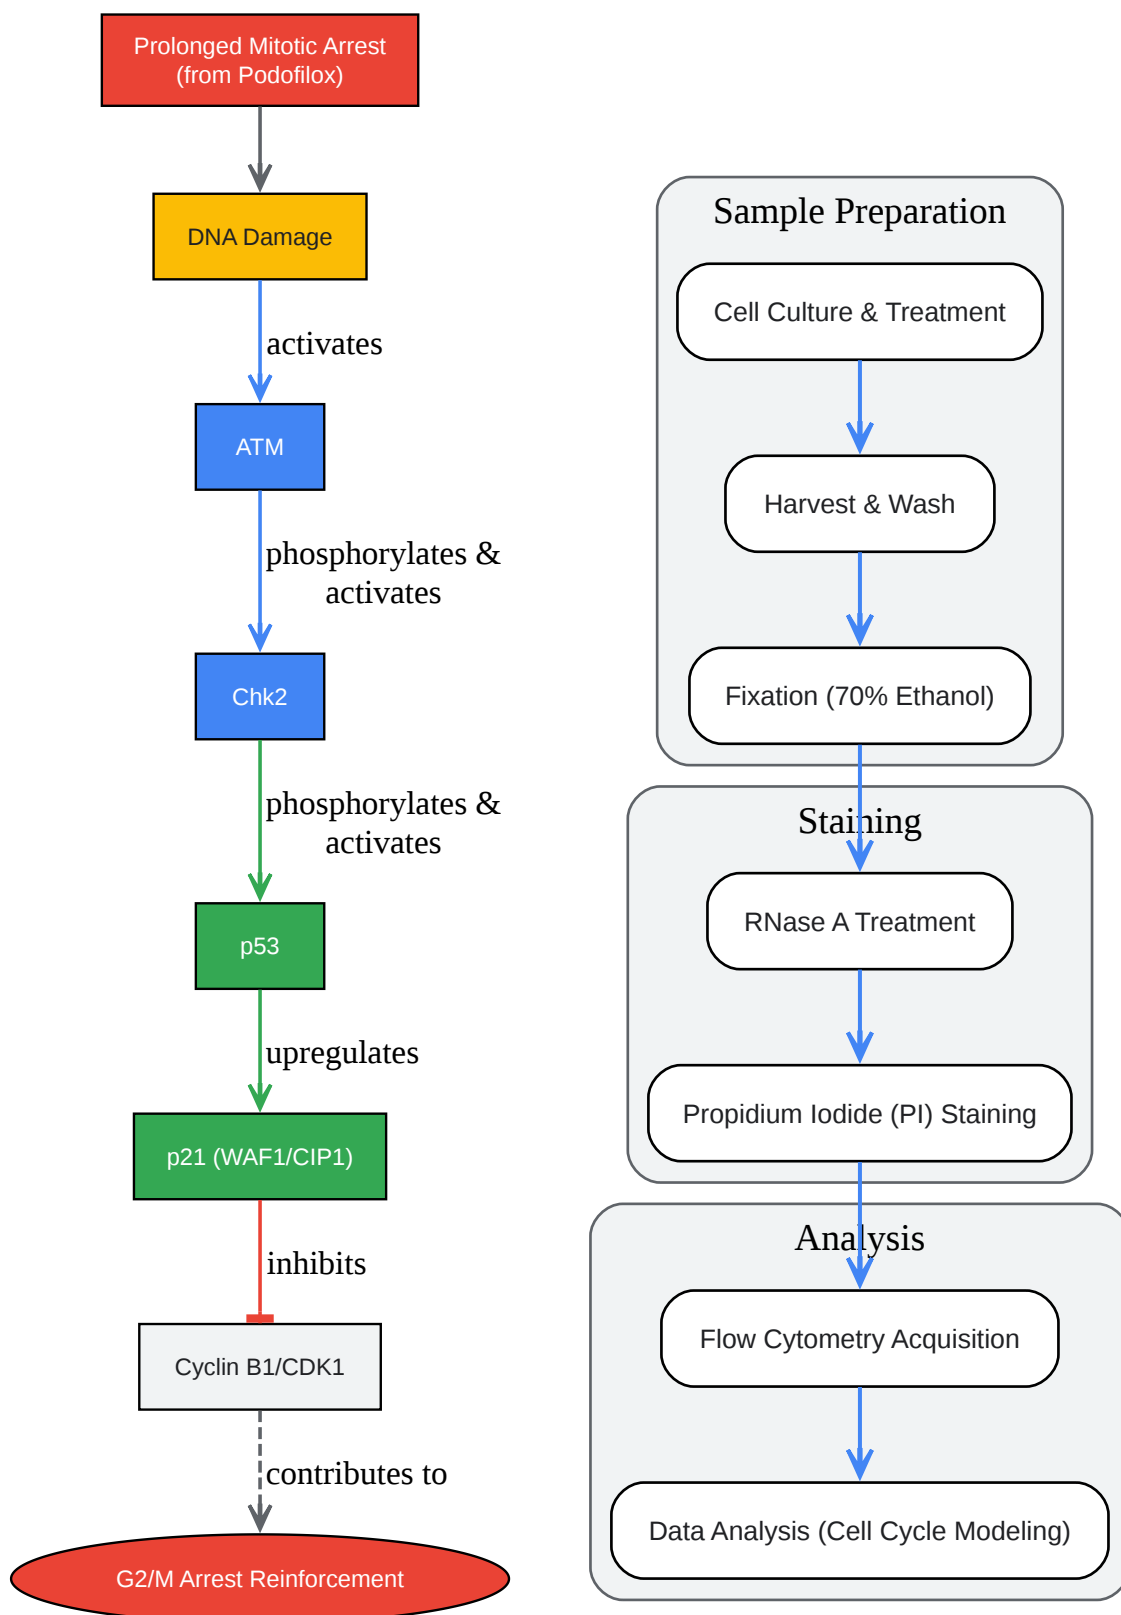 Prolonged Mitotic Arrest
(from Podofilox)
DNA Damage
activates
ATM
phosphorylates &
activates
Chk2
phosphorylates &
activates
p53
upregulates
p21 (WAF1/CIP1)
inhibits
Cyclin B1/CDK1
contributes to
G2/M Arrest Reinforcement
Sample Preparation
Cell Culture & Treatment
Harvest & Wash
Fixation (70% Ethanol)
Staining
RNase A Treatment
Propidium Iodide (PI) Staining
Analysis
Flow Cytometry Acquisition
Data Analysis (Cell Cycle Modeling)